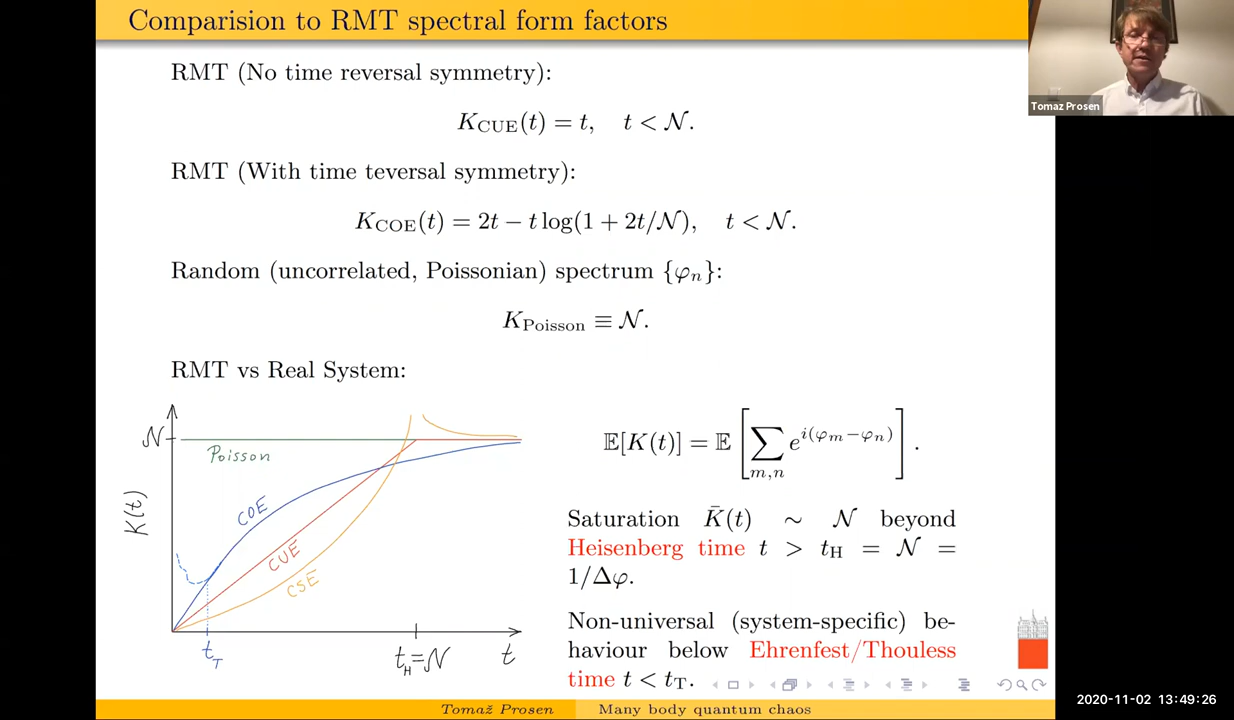 Comparision to RMT spectral form factors
Tomaz Prosen
RMT (No time reversal symmetry):
K_CUE(t) = t,    t < 𝒩.
RMT (With time teversal symmetry):
K_COE(t) = 2t − t log(1 + 2t/𝒩),    t < 𝒩.
Random (uncorrelated, Poissonian) spectrum {φ_n}:
K_Poisson ≡ 𝒩.
RMT vs Real System:
𝒩
Poisson
K(t)
COE
CUE
CSE
t_T
t_H=𝒩
t
𝔼[K(t)] = 𝔼 [∑_{m,n} e^{i(φ_m−φ_n)}] .
Saturation K̄(t) ∼ 𝒩 beyond
Heisenberg time t > t_H = 𝒩 =
1/Δφ.
Non-universal (system-specific) be-
haviour below Ehrenfest/Thouless
time t < t_T.
Tomaž Prosen
Many body quantum chaos
2020-11-02 13:49:26